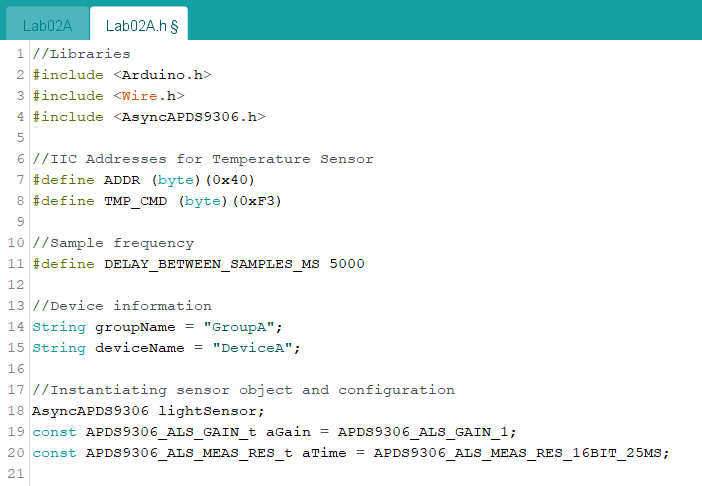 Lab02A Lab02A.h §
1 //Libraries
2 #include <Arduino.h>
3 #include <Wire.h>
4 #include <AsyncAPDS9306.h>
5
6 //IIC Addresses for Temperature Sensor
7 #define ADDR (byte)(0x40)
8 #define TMP_CMD (byte)(0xF3)
9
10 //Sample frequency
11 #define DELAY_BETWEEN_SAMPLES_MS 5000
12
13 //Device information
14 String groupName = "GroupA";
15 String deviceName = "DeviceA";
16
17 //Instantiating sensor object and configuration
18 AsyncAPDS9306 lightSensor;
19 const APDS9306_ALS_GAIN_t aGain = APDS9306_ALS_GAIN_1;
20 const APDS9306_ALS_MEAS_RES_t aTime = APDS9306_ALS_MEAS_RES_16BIT_25MS;
21